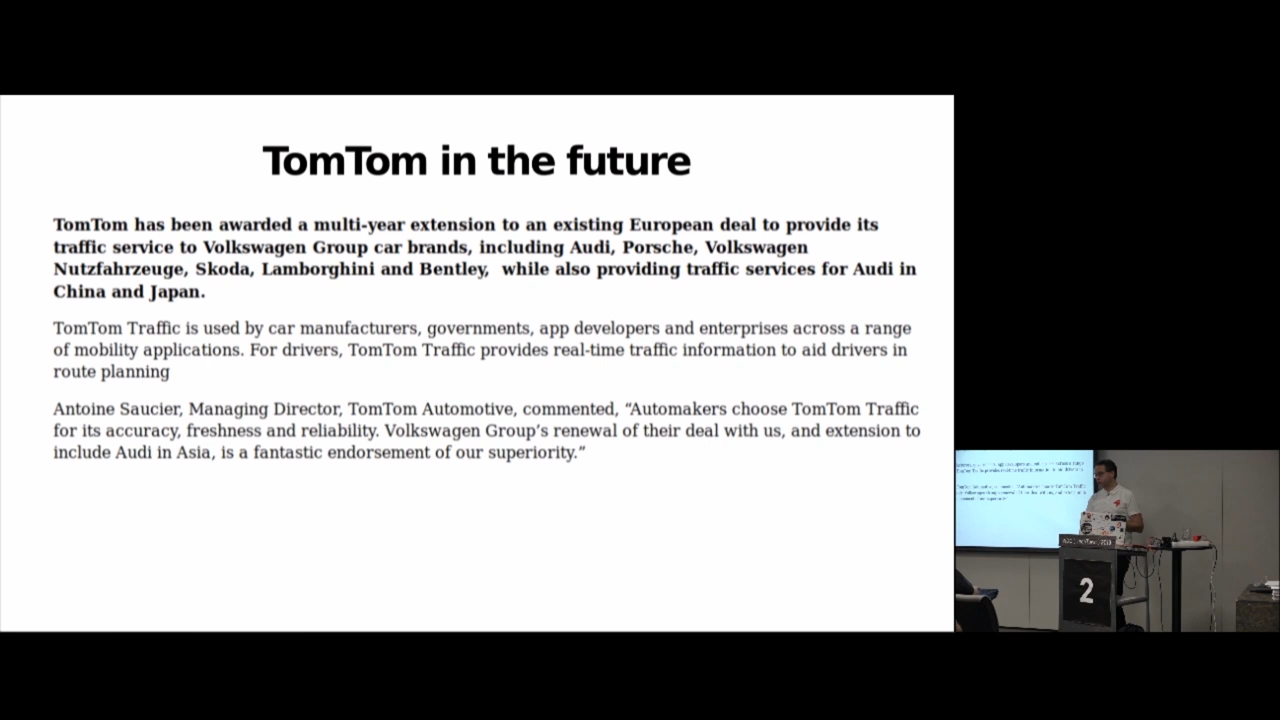 TomTom in the future
TomTom has been awarded a multi-year extension to an existing European deal to provide its
traffic service to Volkswagen Group car brands, including Audi, Porsche, Volkswagen
Nutzfahrzeuge, Skoda, Lamborghini and Bentley,  while also providing traffic services for Audi in
China and Japan.
TomTom Traffic is used by car manufacturers, governments, app developers and enterprises across a range
of mobility applications. For drivers, TomTom Traffic provides real-time traffic information to aid drivers in
route planning
Antoine Saucier, Managing Director, TomTom Automotive, commented, “Automakers choose TomTom Traffic
for its accuracy, freshness and reliability. Volkswagen Group’s renewal of their deal with us, and extension to
include Audi in Asia, is a fantastic endorsement of our superiority.”
2